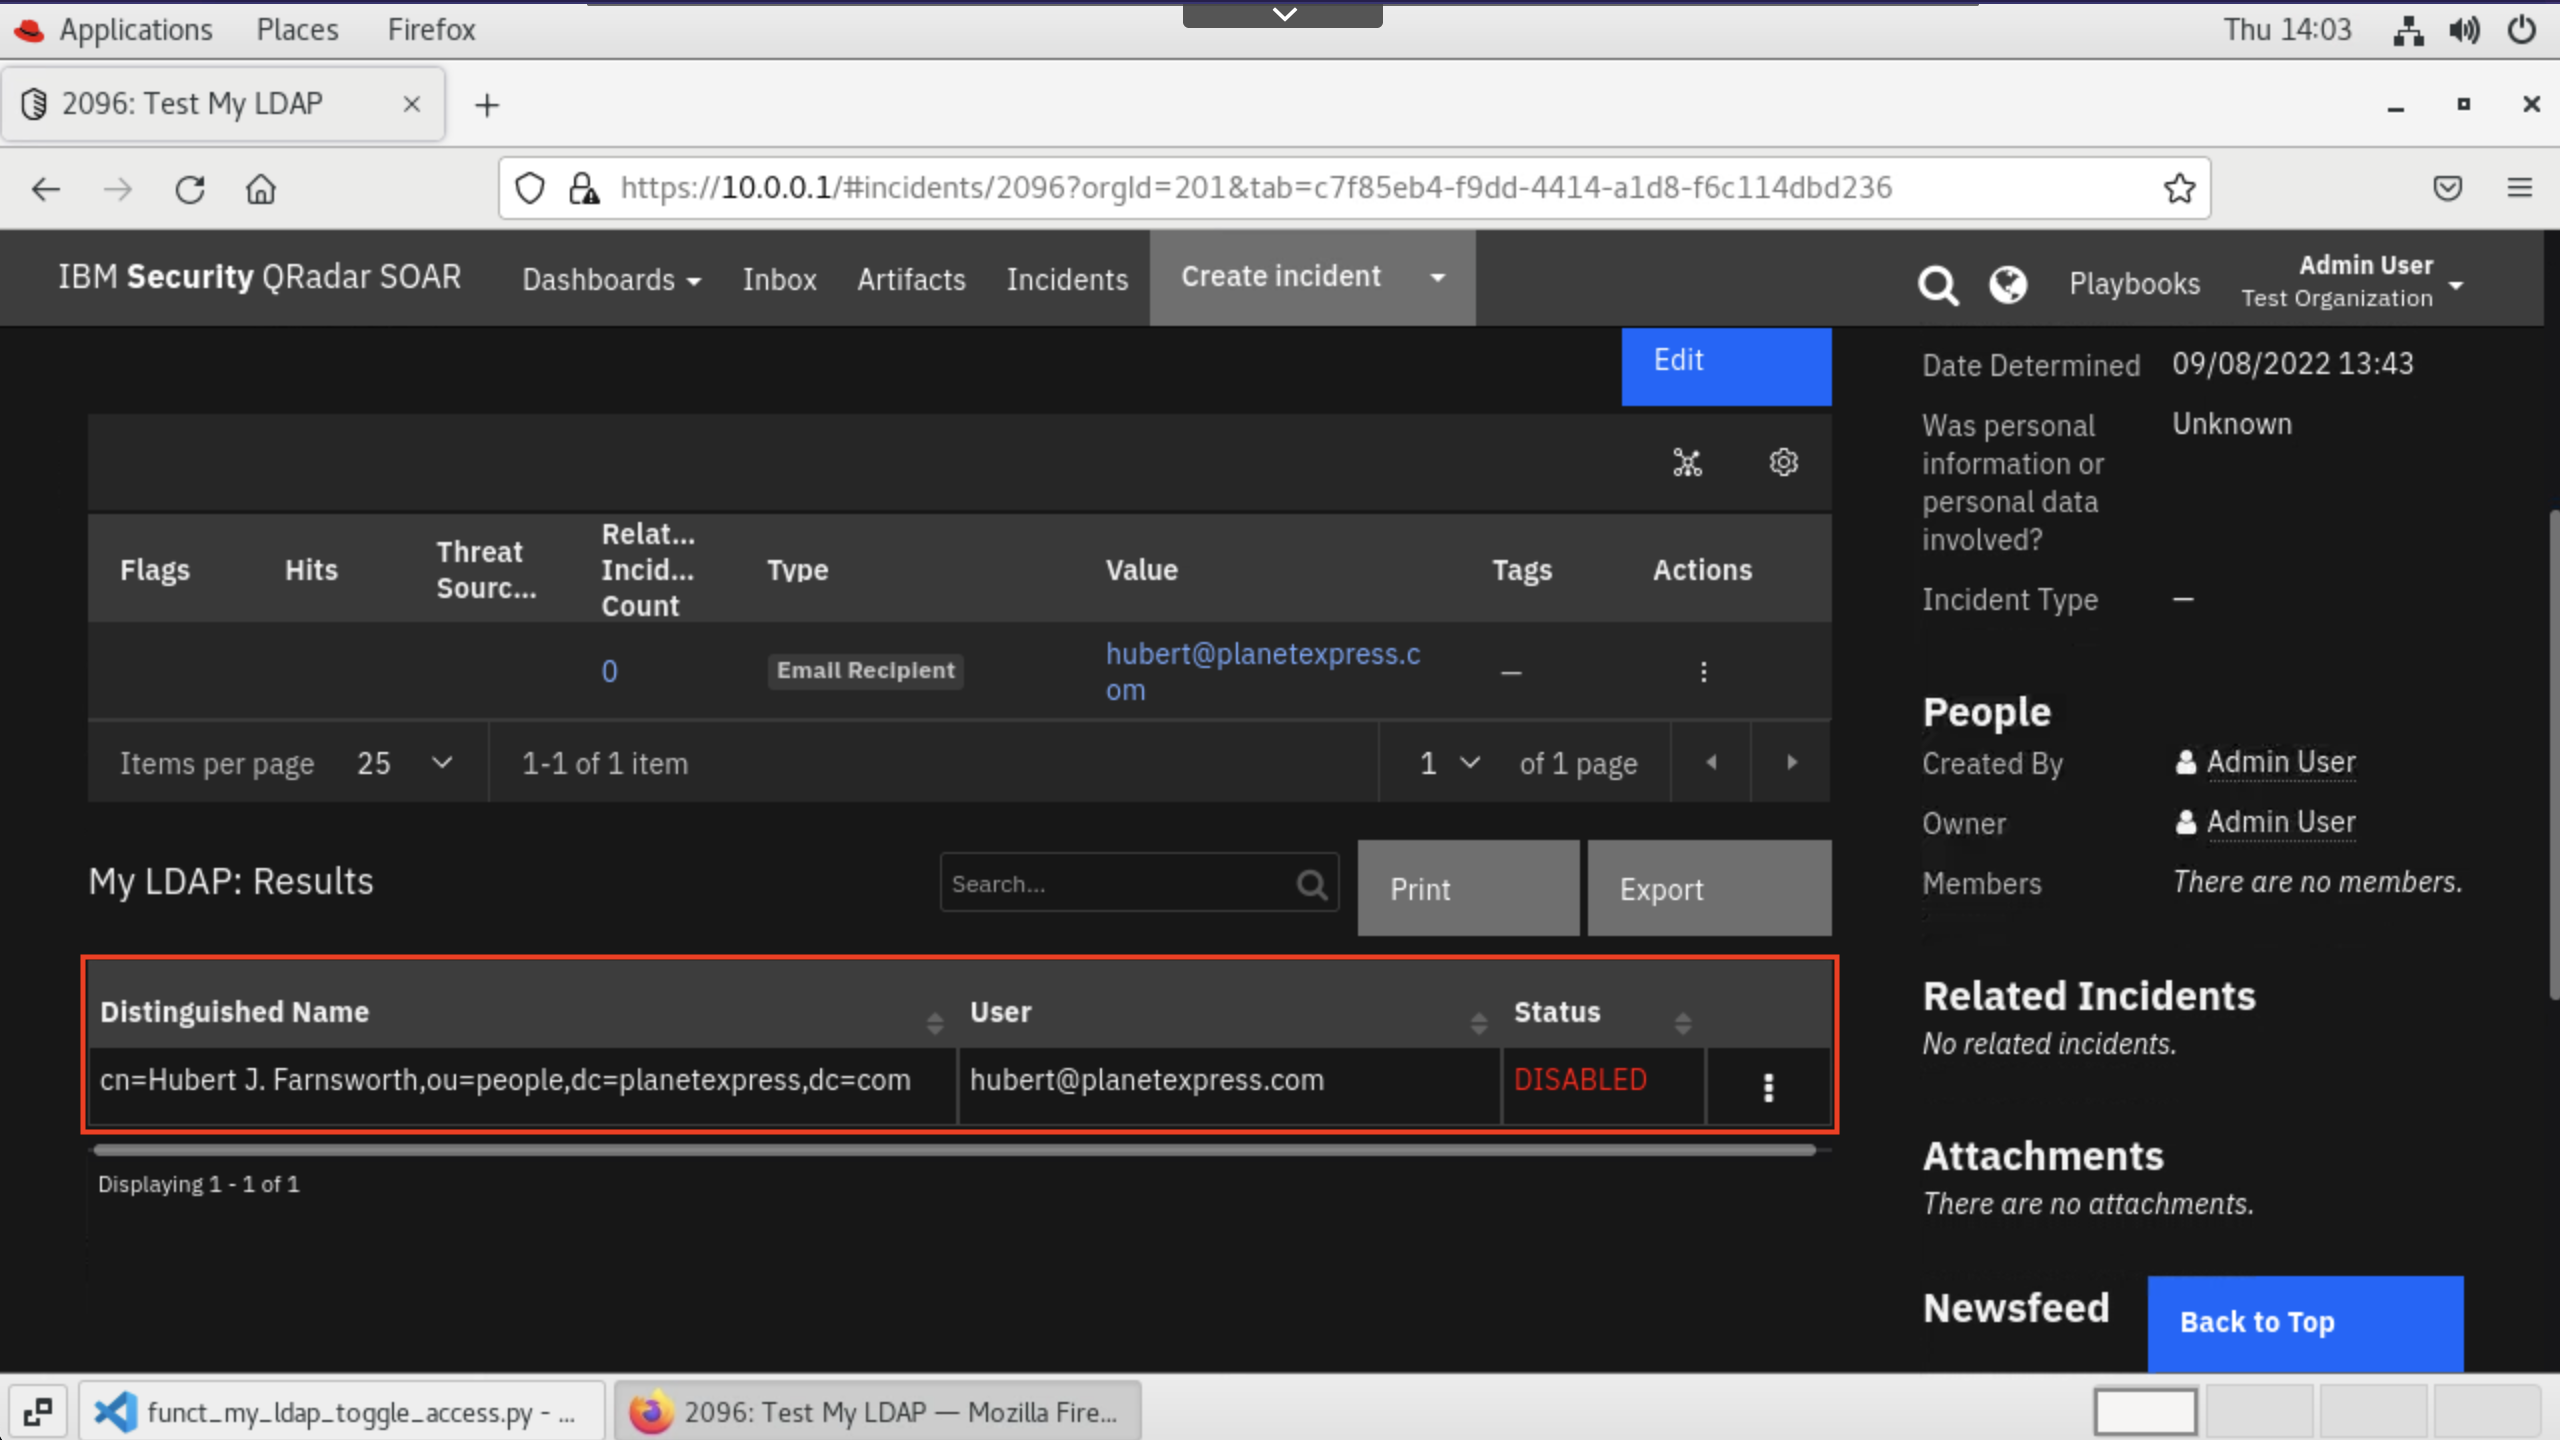 Applications Places Firefox Thu 14:03
2096: Test My LDAP
https://10.0.0.1/#incidents/2096?orgId=201&tab=c7f85eb4-f9dd-4414-a1d8-f6c114dbd236
IBM Security QRadar SOAR Dashboards Inbox Artifacts Incidents Create incident Playbooks Admin User
Test Organization
Edit
Flags Hits Threat Sourc... Relat... Incid... Count Type Value Tags Actions
0 Email Recipient hubert@planetexpress.c
om —
Items per page 25 1-1 of 1 item 1 of 1 page
My LDAP: Results Search... Print Export
Distinguished Name User Status
cn=Hubert J. Farnsworth,ou=people,dc=planetexpress,dc=com hubert@planetexpress.com DISABLED
Displaying 1 - 1 of 1
Date Determined 09/08/2022 13:43
Was personal Unknown
information or
personal data
involved?
Incident Type —
People
Created By Admin User
Owner Admin User
Members There are no members.
Related Incidents
No related incidents.
Attachments
There are no attachments.
Newsfeed
Back to Top
funct_my_ldap_toggle_access.py - ... 2096: Test My LDAP — Mozilla Fire...